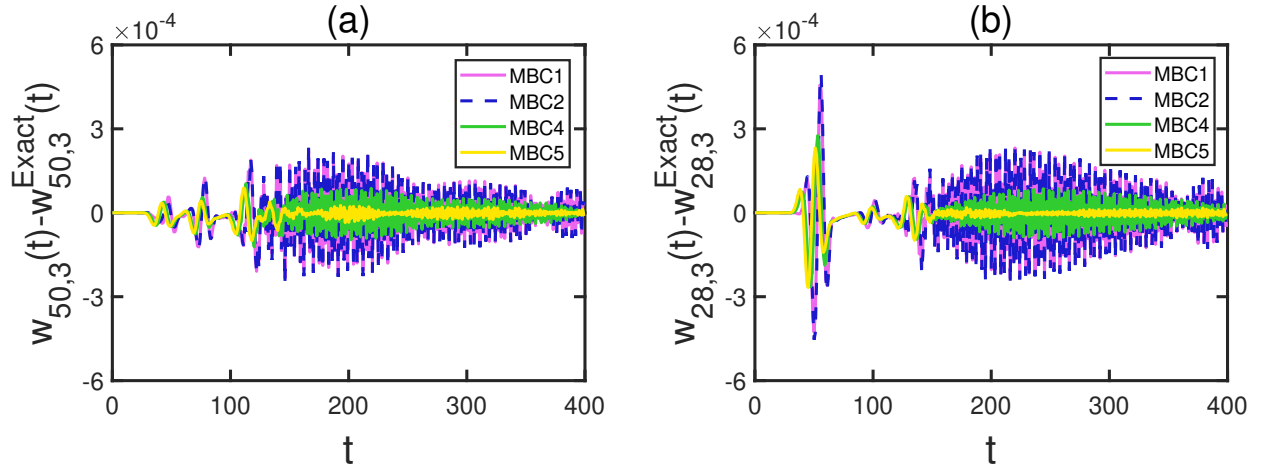 (a)
×10⁻⁴
6
3
0
-3
-6
w₅₀,₃(t)-w₅₀,₃^Exact(t)
MBC1
MBC2
MBC4
MBC5
0 100 200 300 400
t
(b)
×10⁻⁴
6
3
0
-3
-6
w₂₈,₃(t)-w₂₈,₃^Exact(t)
MBC1
MBC2
MBC4
MBC5
0 100 200 300 400
t